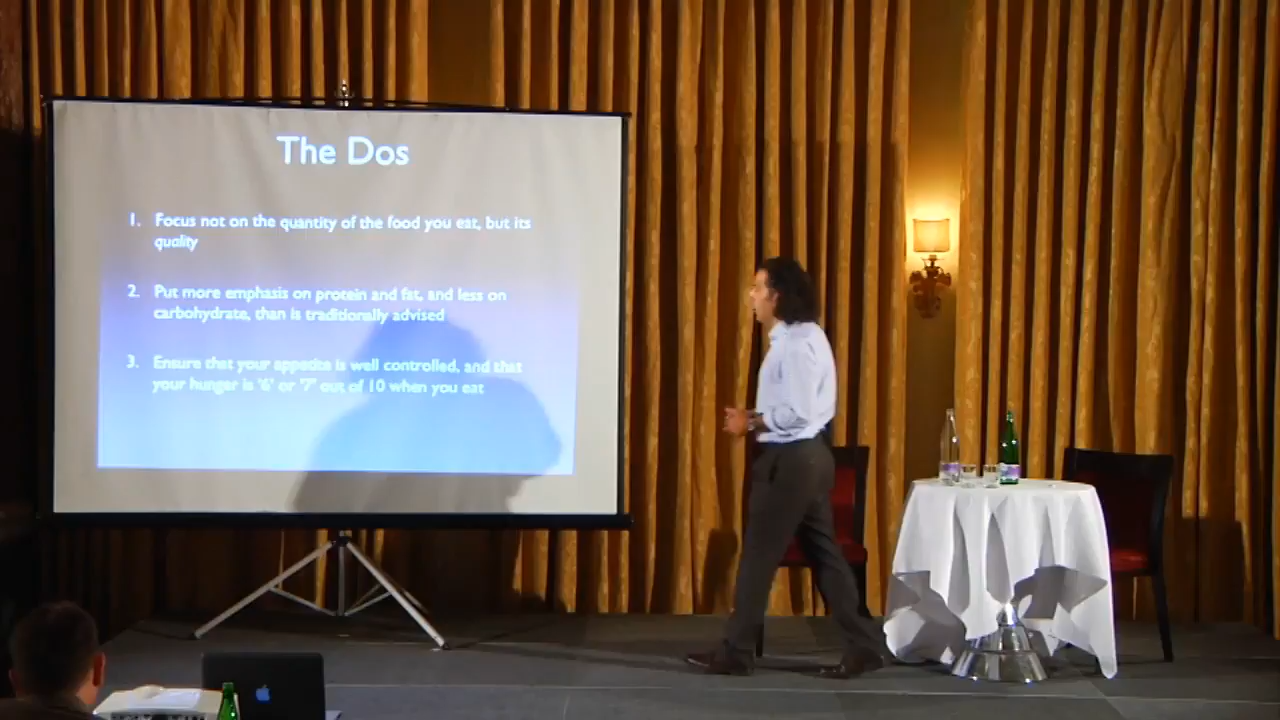 The Dos
1. Focus not on the quantity of the food you eat, but its
quality
2. Put more emphasis on protein and fat, and less on
carbohydrate, than is traditionally advised
3. Ensure that your appetite is well controlled, and that
your hunger is '6' or '7' out of 10 when you eat